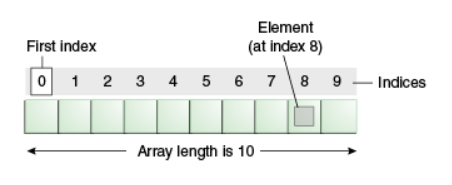 Element
(at index 8)
First index
0 1 2 3 4 5 6 7 8 9
Indices
Array length is 10